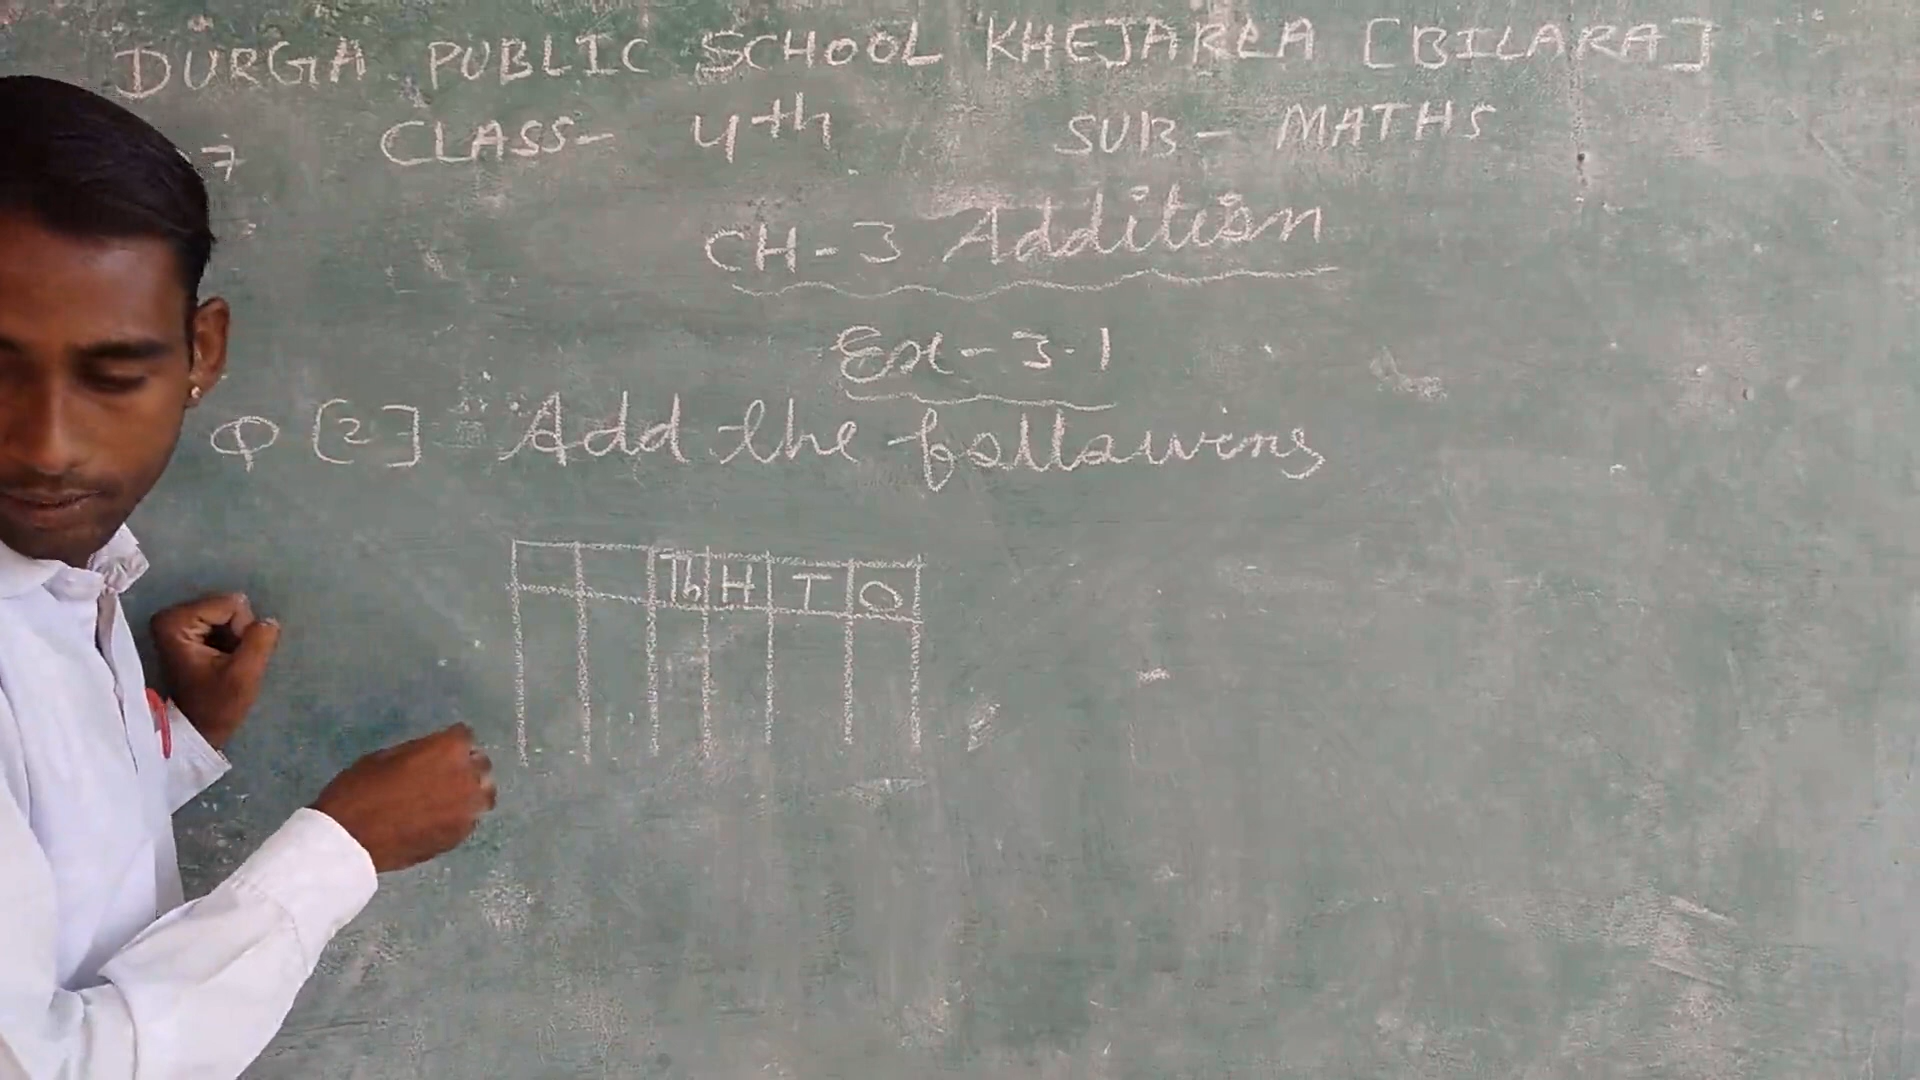 DURGA PUBLIC SCHOOL KHEJARLA [BILARA]
CLASS- 4th SUB - MATHS
CH-3 Addition
Ex-3.1
Q [2] Add the following
Th H T O